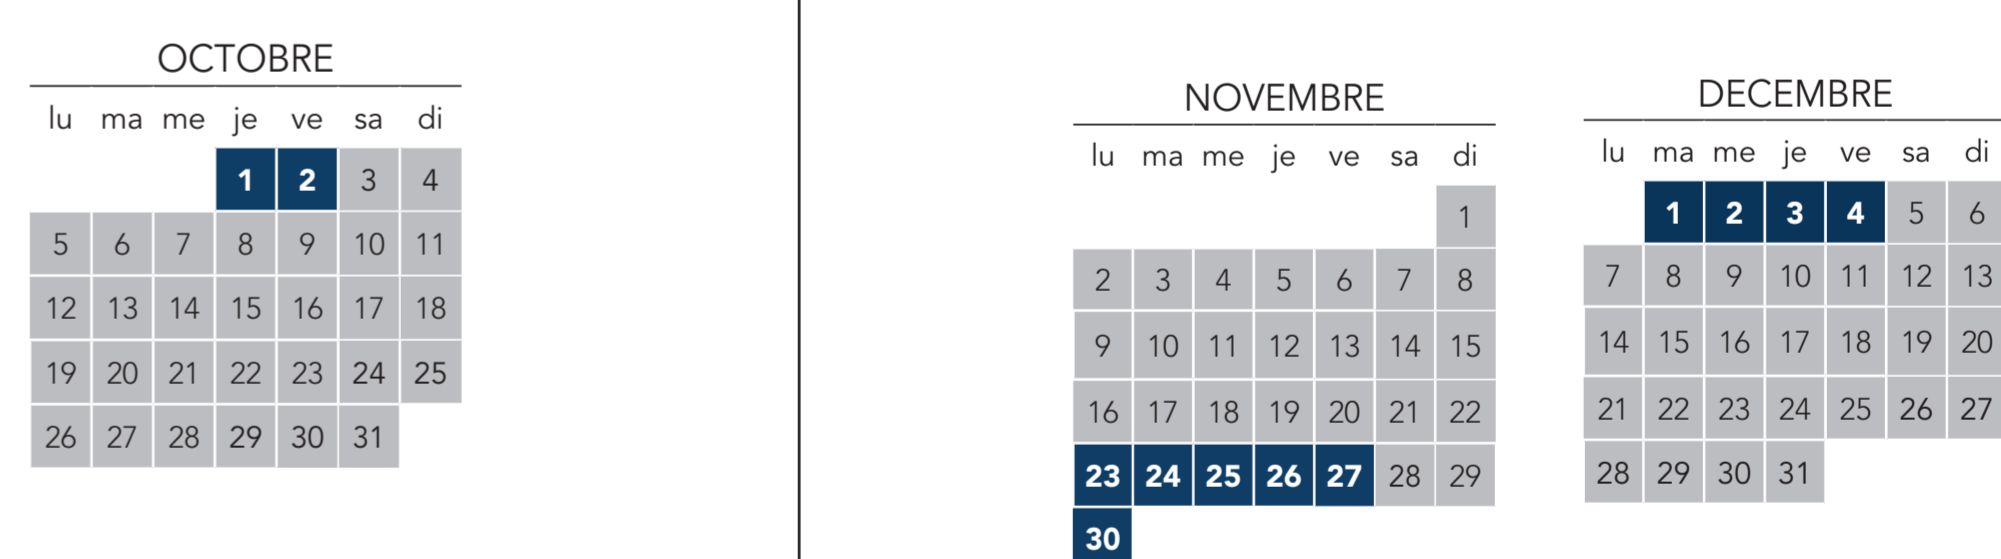 OCTOBRE
lu ma me je ve sa di
1 2 3 4
5 6 7 8 9 10 11
12 13 14 15 16 17 18
19 20 21 22 23 24 25
26 27 28 29 30 31
NOVEMBRE
lu ma me je ve sa di
1
2 3 4 5 6 7 8
9 10 11 12 13 14 15
16 17 18 19 20 21 22
23 24 25 26 27 28 29
30
DECEMBRE
lu ma me je ve sa di
1 2 3 4 5 6
7 8 9 10 11 12 13
14 15 16 17 18 19 20
21 22 23 24 25 26 27
28 29 30 31